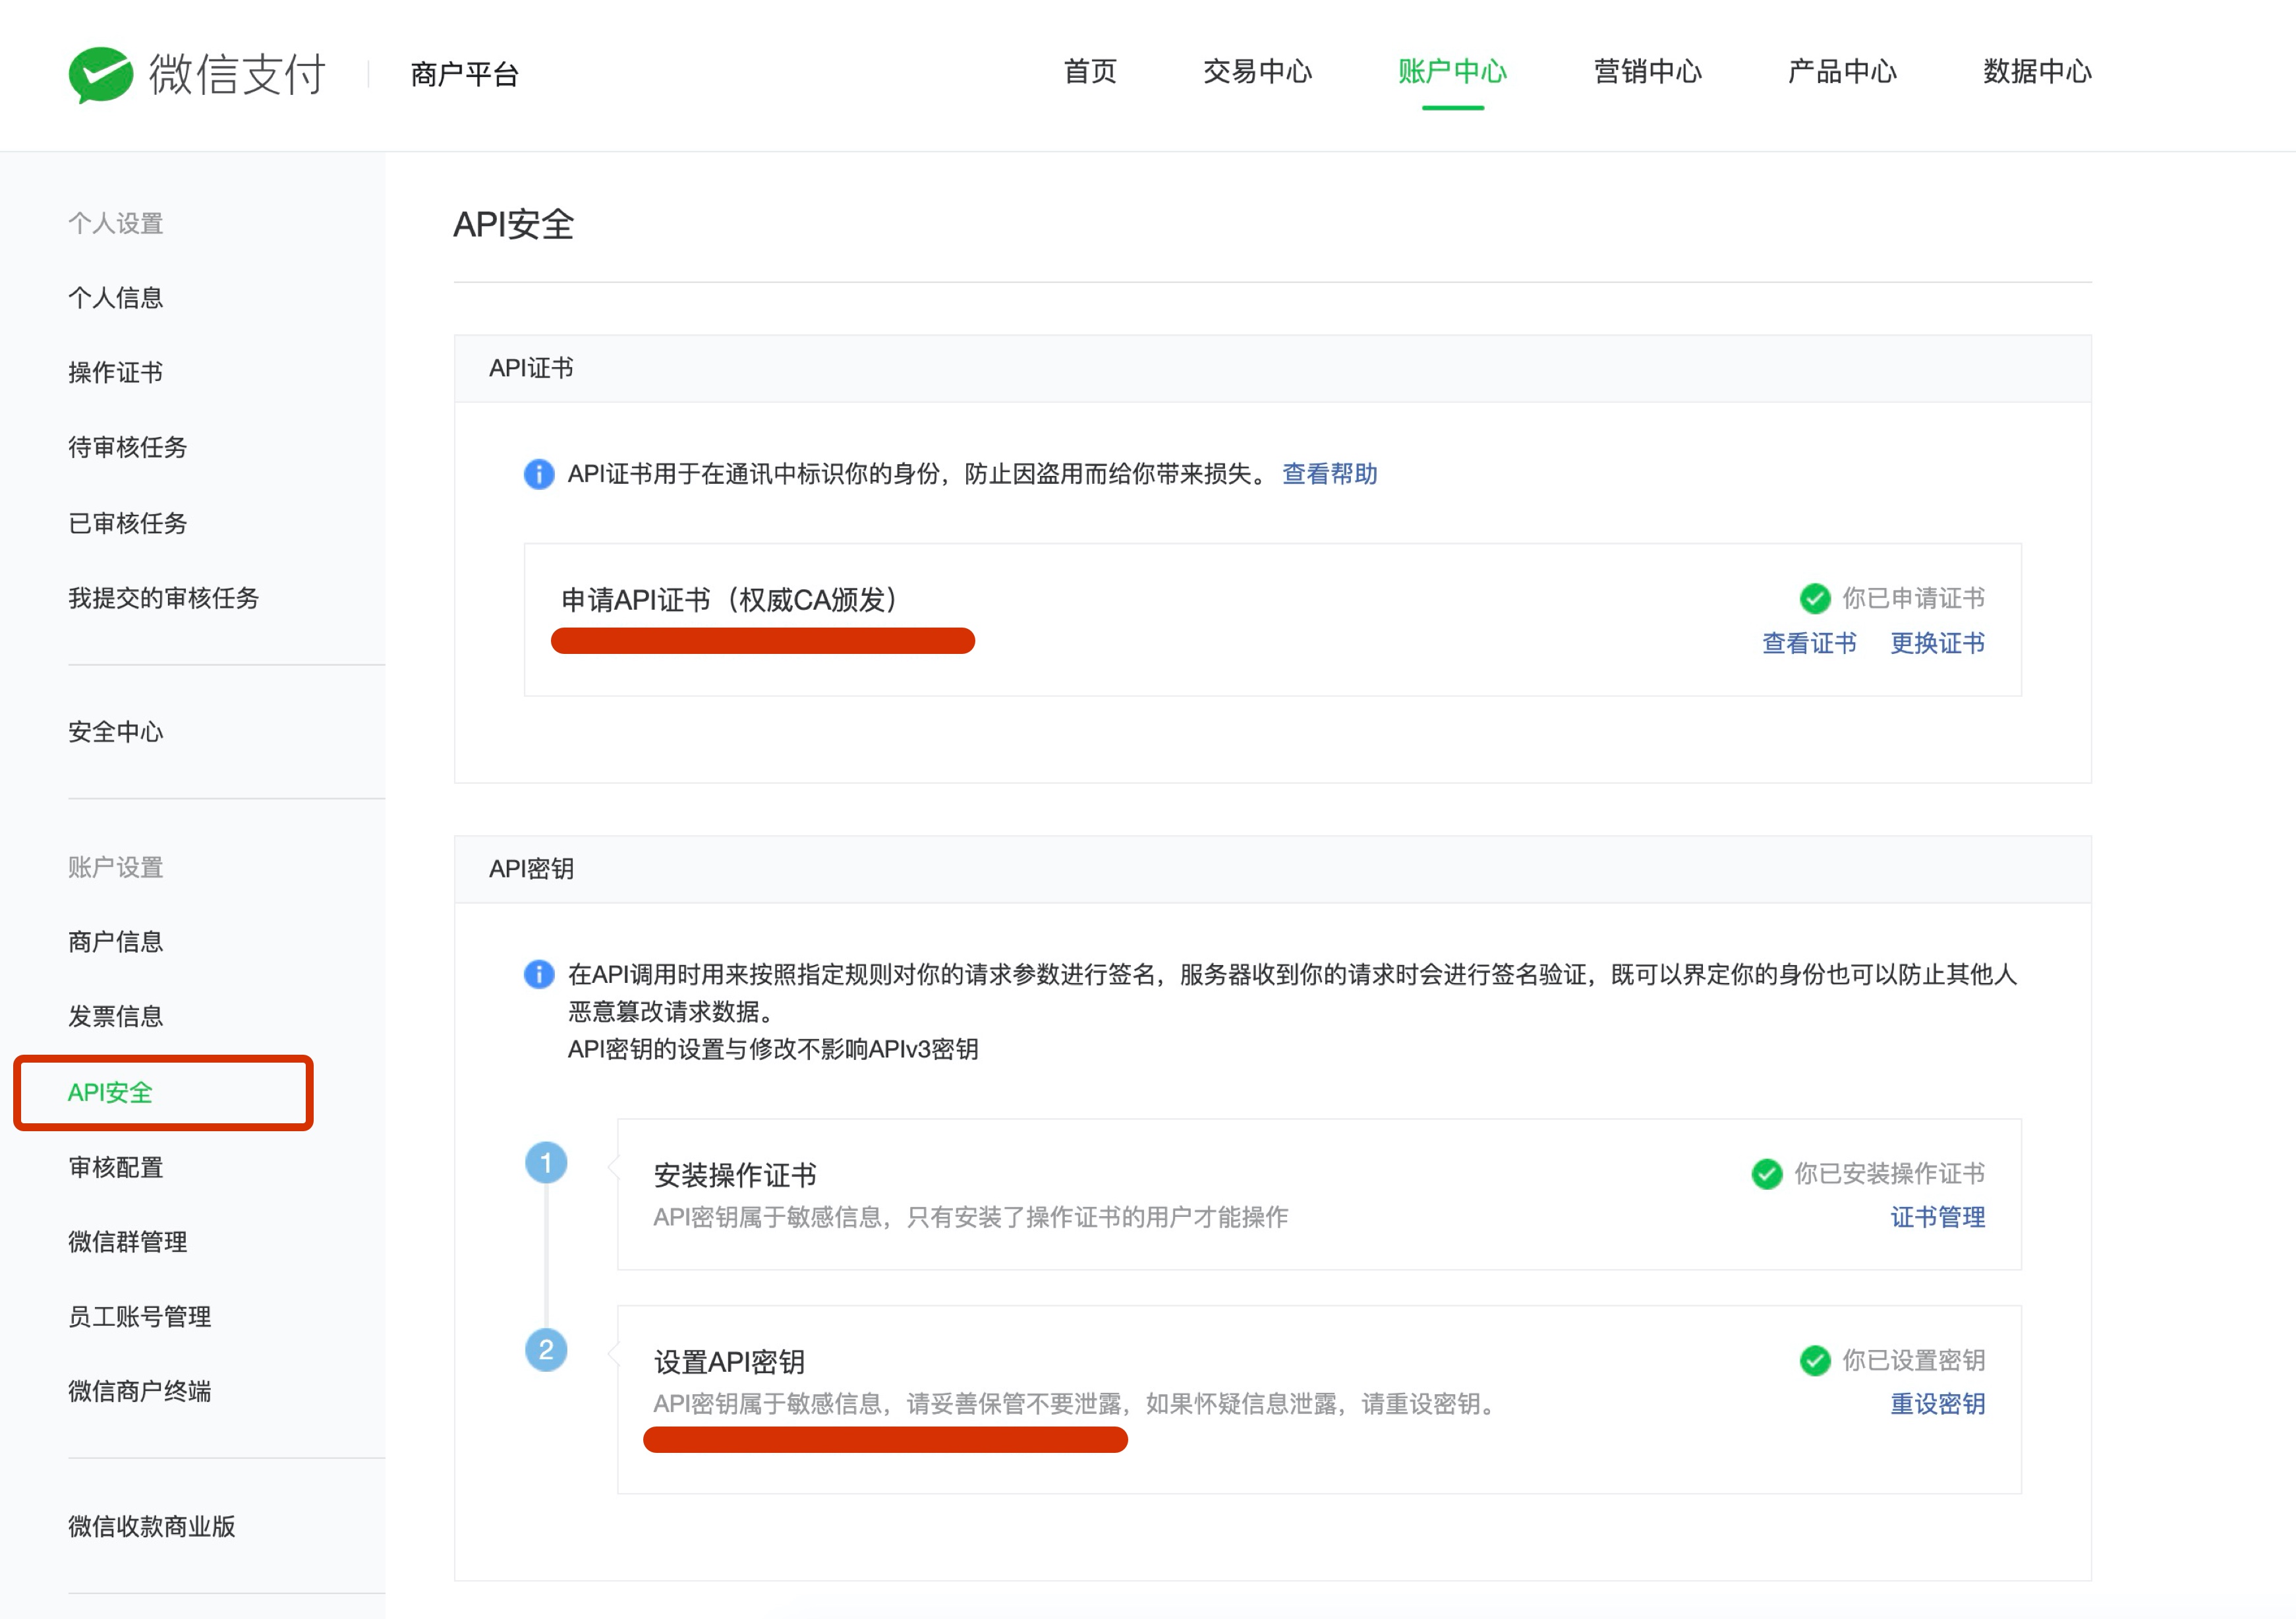 微信支付 商户平台 首页 交易中心 账户中心 营销中心 产品中心 数据中心
个人设置
个人信息
操作证书
待审核任务
已审核任务
我提交的审核任务
安全中心
账户设置
商户信息
发票信息
API安全
审核配置
微信群管理
员工账号管理
微信商户终端
微信收款商业版
API安全
API证书
API证书用于在通讯中标识你的身份，防止因盗用而给你带来损失。 查看帮助
申请API证书（权威CA颁发）
你已申请证书
查看证书 更换证书
API密钥
在API调用时用来按照指定规则对你的请求参数进行签名，服务器收到你的请求时会进行签名验证，既可以界定你的身份也可以防止其他人
恶意篡改请求数据。
API密钥的设置与修改不影响APIv3密钥
1
安装操作证书
你已安装操作证书
API密钥属于敏感信息，只有安装了操作证书的用户才能操作
证书管理
2
设置API密钥
你已设置密钥
API密钥属于敏感信息，请妥善保管不要泄露，如果怀疑信息泄露，请重设密钥。
重设密钥